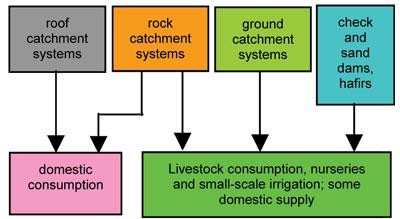 roof
catchment
systems
rock
catchment
systems
ground
catchment
systems
check
and
sand
dams,
hafirs
domestic
consumption
Livestock consumption, nurseries
and small-scale irrigation; some
domestic supply